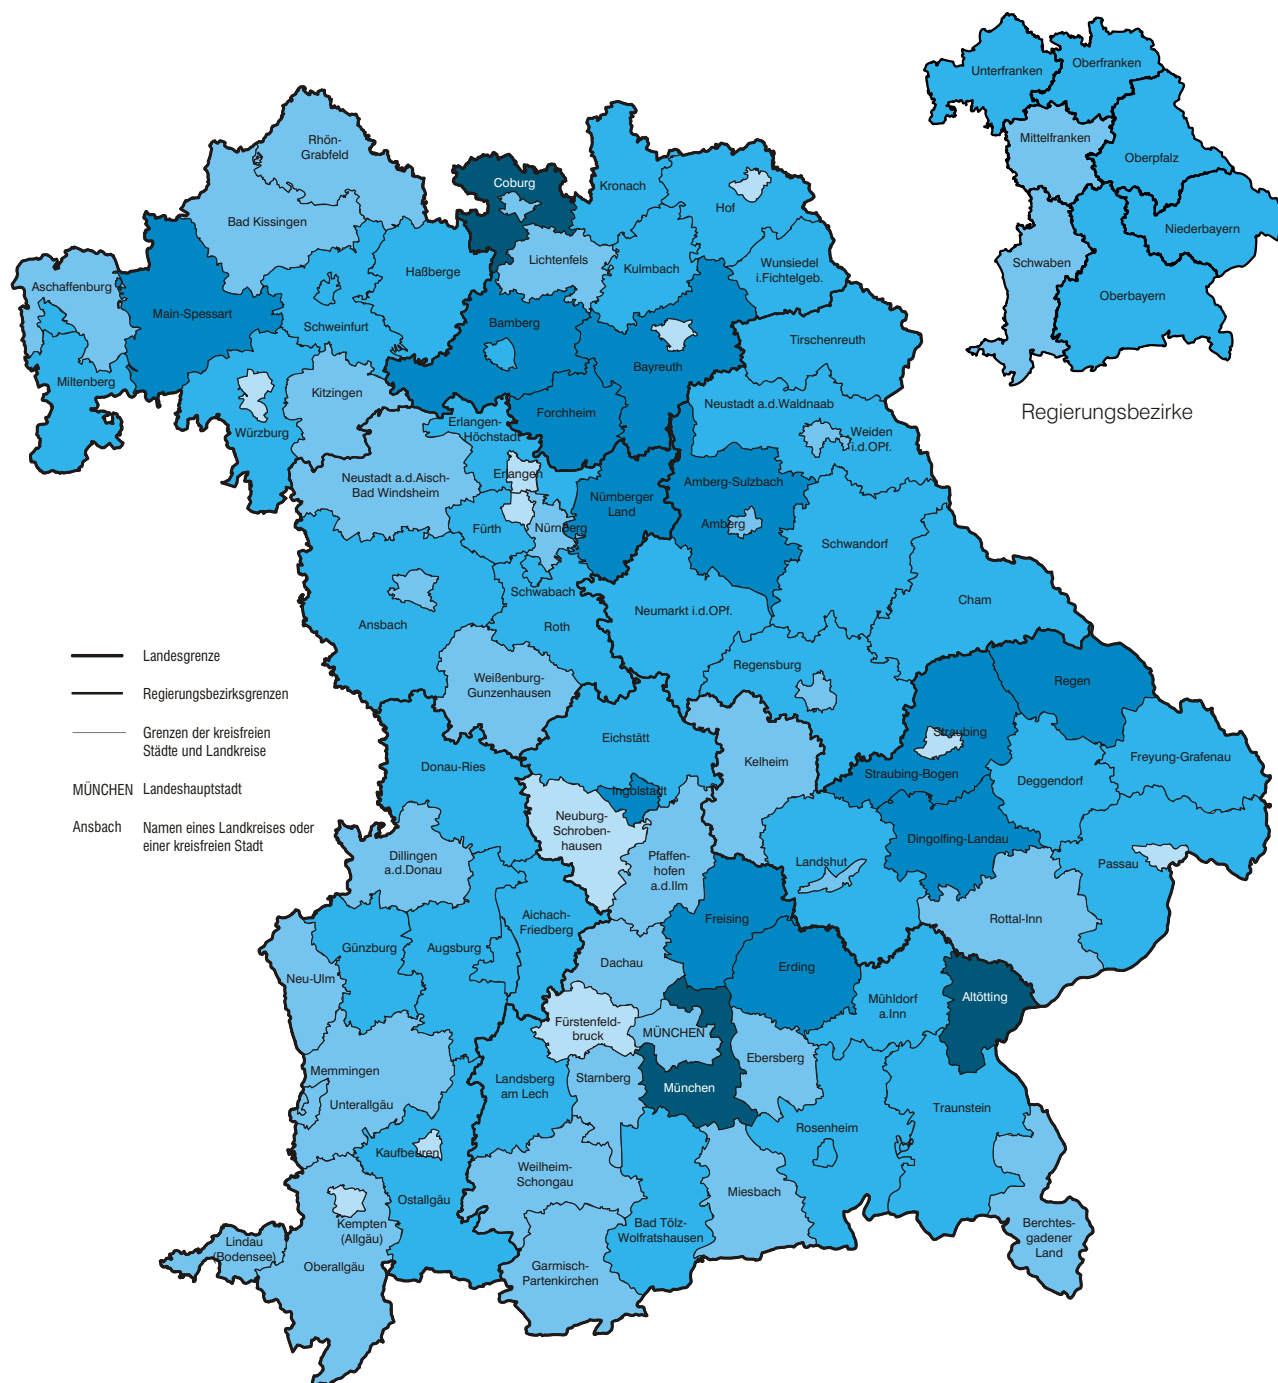 Unterfranken
Oberfranken
Mittelfranken
Oberpfalz
Niederbayern
Schwaben
Oberbayern
Regierungsbezirke
Rhön-
Grabfeld
Coburg
Kronach
Hof
Bad Kissingen
Lichtenfels
Kulmbach
Wunsiedel
i.Fichtelgeb.
Haßberge
Aschaffenburg
Main-Spessart
Schweinfurt
Bamberg
Bayreuth
Tirschenreuth
Miltenberg
Kitzingen
Würzburg
Forchheim
Erlangen-
Höchstadt
Neustadt a.d.Waldnaab
Weiden
i.d.OPf.
Neustadt a.d.Aisch-
Bad Windsheim
Erlangen
Nürnberger
Land
Amberg-Sulzbach
Amberg
Fürth
Nürnberg
Schwandorf
Schwabach
Ansbach
Roth
Neumarkt i.d.OPf.
Cham
Landesgrenze
Regierungsbezirksgrenzen
Grenzen der kreisfreien
Städte und Landkreise
MÜNCHEN Landeshauptstadt
Ansbach Namen eines Landkreises oder
einer kreisfreien Stadt
Weißenburg-
Gunzenhausen
Regensburg
Regen
Eichstätt
Straubing
Donau-Ries
Kelheim
Straubing-Bogen
Deggendorf
Freyung-Grafenau
Ingolstadt
Neuburg-
Schroben-
hausen
Dingolfing-Landau
Dillingen
a.d.Donau
Pfaffen-
hofen
a.d.Ilm
Landshut
Passau
Aichach-
Friedberg
Freising
Rottal-Inn
Günzburg
Augsburg
Neu-Ulm
Dachau
Erding
Mühldorf
a.Inn
Altötting
Fürstenfeld-
bruck
MÜNCHEN
Ebersberg
Memmingen
Landsberg
am Lech
Starnberg
München
Unterallgäu
Traunstein
Rosenheim
Kaufbeuren
Weilheim-
Schongau
Miesbach
Ostallgäu
Kempten
(Allgäu)
Bad Tölz-
Wolfratshausen
Berchtes-
gadener
Land
Lindau
(Bodensee)
Oberallgäu
Garmisch-
Partenkirchen